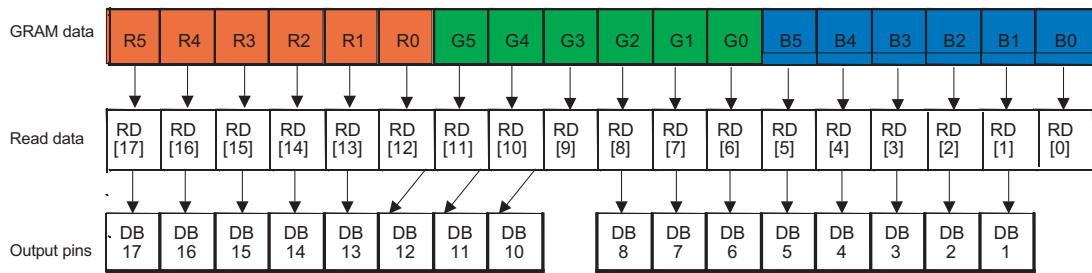 GRAM data R5 R4 R3 R2 R1 R0 G5 G4 G3 G2 G1 G0 B5 B4 B3 B2 B1 B0
Read data RD RD RD RD RD RD RD RD RD RD RD RD RD RD RD RD RD RD
[17] [16] [15] [14] [13] [12] [11] [10] [9] [8] [7] [6] [5] [4] [3] [2] [1] [0]
Output pins DB DB DB DB DB DB DB DB DB DB DB DB DB DB DB DB
17 16 15 14 13 12 11 10 8 7 6 5 4 3 2 1